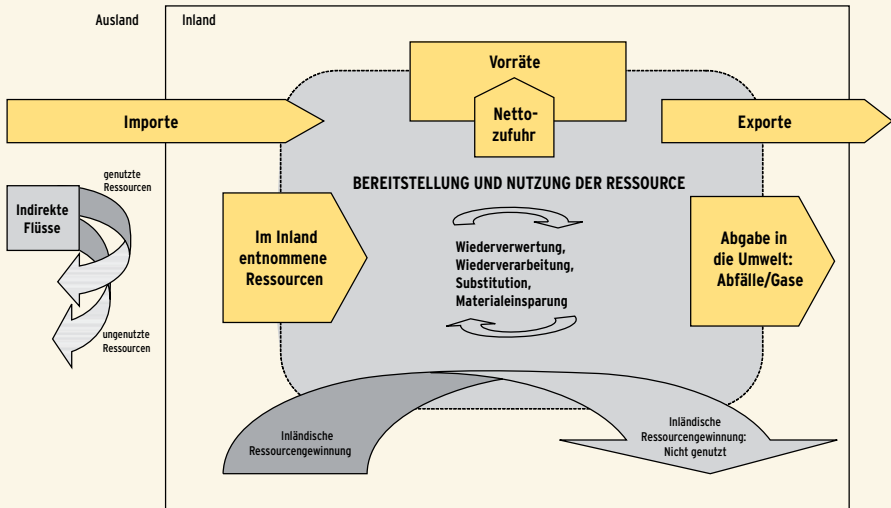 Ausland
Inland
Vorräte
Netto-
zufuhr
Importe
Exporte
genutzte
Ressourcen
BEREITSTELLUNG UND NUTZUNG DER RESSOURCE
Indirekte
Flüsse
Im Inland
entnommene
Ressourcen
Wiederverwertung,
Wiederverarbeitung,
Substitution,
Materialeinsparung
Abgabe in
die Umwelt:
Abfälle/Gase
ungenutzte
Ressourcen
Inländische
Ressourcengewinnung
Inländische
Ressourcengewinnung:
Nicht genutzt